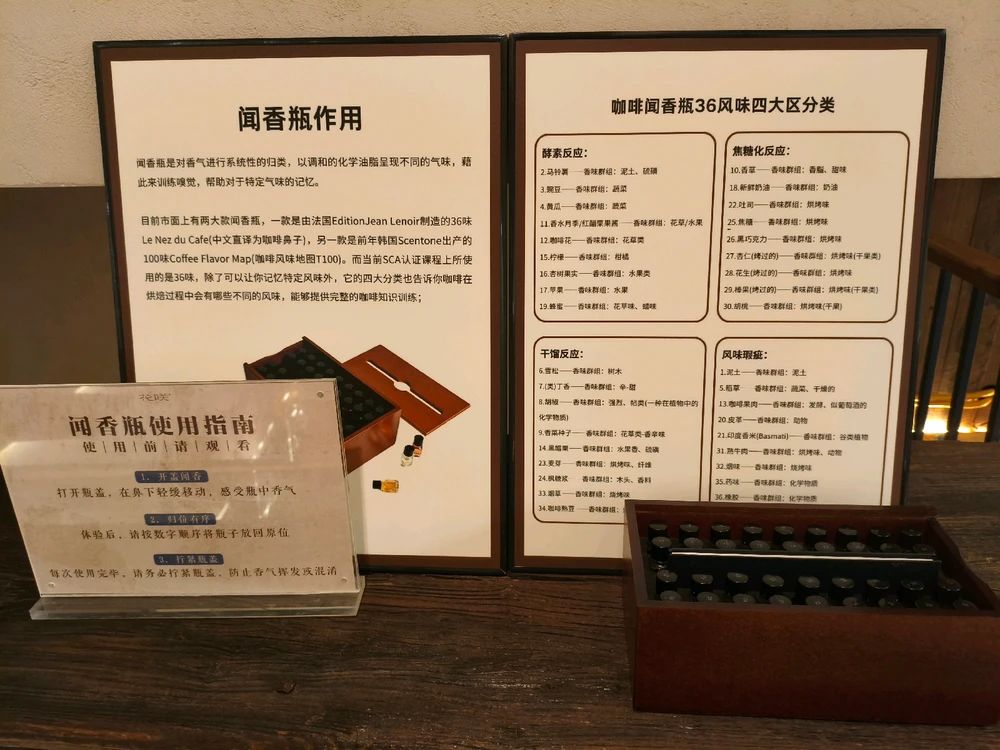 闻香瓶作用
闻香瓶是对香气进行系统性的归类，以调和的化学油脂呈现不同的气味，藉
此来训练嗅觉，帮助对于特定气味的记忆。
目前市面上有两大款闻香瓶，一款是由法国EditionJean Lenoir制造的36味
Le Nez du Cafe(中文直译为咖啡鼻子)，另一款是前年韩国Scentone出产的
100味Coffee Flavor Map(咖啡风味地图T100)。而当前SCA认证课程上所使
用的是36味，除了可以让你记忆特定风味外，它的四大分类也告诉你咖啡在
烘焙过程中会有哪些不同的风味，能够提供完整的咖啡知识训练；
咖啡闻香瓶36风味四大区分类
酵素反应：
2.马铃薯——香味群组：泥土、硫磺
3.豌豆——香味群组：蔬菜
4.黄瓜——香味群组：蔬菜
11.香水月季/红醋栗果酱——香味群组：花草/水果
12.咖啡花——香味群组：花草类
15.柠檬——香味群组：柑橘
16.杏树果实——香味群组：水果类
17.苹果——香味群组：水果
19.蜂蜜——香味群组：花草味、蜡味
焦糖化反应：
10.香草——香味群组：香脂、甜味
18.新鲜奶油——香味群组：奶油
22.吐司——香味群组：烘烤味
25.焦糖——香味群组：烘烤味
26.黑巧克力——香味群组：烘烤味
27.杏仁(烤过的)——香味群组：烘烤味(干果类)
28.花生(烤过的)——香味群组：烘烤味
29.榛果(烤过的)——香味群组：烘烤味(干果类)
30.胡桃——香味群组：烘烤味(干果)
干馏反应：
6.雪松——香味群组：树木
7.(类)丁香——香味群组：辛-甜
8.胡椒——香味群组：强烈、帖类(一种在植物中的
化学物质)
9.香菜种子——香味群组：花草类-香辛味
14.黑醋栗——香味群组：水果香、硫磺
23.麦芽——香味群组：烘烤味、纤维
24.枫糖浆——香味群组：木头、香料
33.烟草——香味群组：烧烤味
34.咖啡熟豆——香味群组：
风味瑕疵：
1.泥土——香味群组：泥土
5.稻草——香味群组：蔬菜、干燥的
13.咖啡果肉——香味群组：发酵、似葡萄酒的
20.皮革——香味群组：动物
21.印度香米(Basmati)——香味群组：谷类植物
31.熟牛肉——香味群组：烘烤味、动物
32.烟味——香味群组：烧烤味
35.药味——香味群组：化学物质
36.橡胶——香味群组：化学物质
闻香瓶使用指南
使｜用｜前｜请｜观｜看
1. 开盖闻香
打开瓶盖，在鼻下轻缓移动，感受瓶中香气
2. 归位有序
体验后，请按数字顺序将瓶子放回原位
3. 拧紧瓶盖
每次使用完毕，请务必拧紧瓶盖，防止香气挥发或混淆